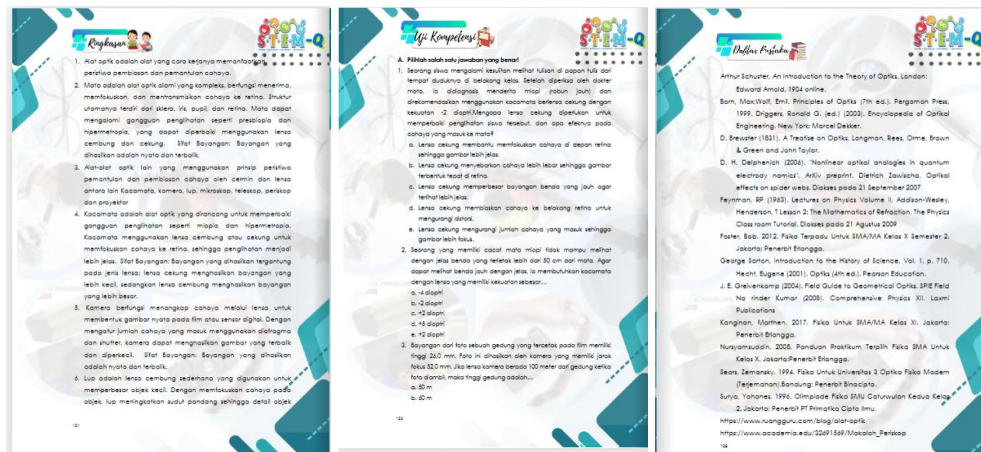 Ringkasan
STEM-Q
1. Alat optik adalah alat yang cara kerjanya memanfaatkan
peristiwa pembiasan dan pemantulan cahaya.
2. Mata adalah alat optik alami yang kompleks, berfungsi menerima,
memfokuskan, dan mentransmisikan cahaya ke retina. Struktur
utamanya terdiri dari sklera, iris, pupil, dan retina. Mata dapat
mengalami gangguan penglihatan seperti presbiopia dan
hipermetropia, yang dapat diperbaiki menggunakan lensa
cembung dan cekung. Sifat Bayangan: Bayangan yang
dihasilkan adalah nyata dan terbalik.
3. Alat-alat optik lain yang menggunakan prinsip peristiwa
pemantulan dan pembiasan cahaya oleh cermin dan lensa
antara lain Kacamata, kamera, lup, mikroskop, teleskop, periskop
dan proyektor
4. Kacamata adalah alat optik yang dirancang untuk memperbaiki
gangguan penglihatan seperti miopia dan hipermetropia.
Kacamata menggunakan lensa cembung atau cekung untuk
memfokuskan cahaya ke retina, sehingga penglihatan menjadi
lebih jelas. Sifat Bayangan: Bayangan yang dihasilkan tergantung
pada jenis lensa; lensa cekung menghasilkan bayangan yang
lebih kecil, sedangkan lensa cembung menghasilkan bayangan
yang lebih besar.
5. Kamera berfungsi menangkap cahaya melalui lensa untuk
membentuk gambar nyata pada film atau sensor digital. Dengan
mengatur jumlah cahaya yang masuk menggunakan diafragma
dan shutter, kamera dapat menghasilkan gambar yang terbalik
dan diperkecil. Sifat Bayangan: Bayangan yang dihasilkan
adalah nyata dan terbalik.
6. Lup adalah lensa cembung sederhana yang digunakan untuk
memperbesar objek kecil. Dengan memfokuskan cahaya pada
objek, lup meningkatkan sudut pandang sehingga detail objek
Uji Kompetensi
STEM-Q
A. Pilihlah salah satu jawaban yang benar!
1. Seorang siswa mengalami kesulitan melihat tulisan di papan tulis dari
tempat duduknya di belakang kelas. Setelah diperiksa oleh dokter
mata, ia didiagnosis menderita miopi (rabun jauh) dan
direkomendasikan menggunakan kacamata berlensa cekung dengan
kekuatan -2 dioptri.Mengapa lensa cekung diperlukan untuk
memperbaiki penglihatan siswa tersebut, dan apa efeknya pada
cahaya yang masuk ke mata?
a. Lensa cekung membantu memfokuskan cahaya di depan retina
sehingga gambar lebih jelas.
b. Lensa cekung menyebarkan cahaya lebih lebar sehingga gambar
terbentuk tepat di retina.
c. Lensa cekung memperbesar bayangan benda yang jauh agar
terlihat lebih jelas.
d. Lensa cekung membiaskan cahaya ke belakang retina untuk
mengurangi distorsi.
e. Lensa cekung mengurangi jumlah cahaya yang masuk sehingga
gambar lebih fokus.
2. Seorang yang memiliki cacat mata miopi tidak mampu melihat
dengan jelas benda yang terletak lebih dari 50 cm dari mata. Agar
dapat melihat benda jauh dengan jelas, ia membutuhkan kacamata
dengan lensa yang memiliki kekuatan sebesar....
a. -4 dioptri
b. -2 dioptri
c. +2 dioptri
d. +5 dioptri
e. +2 dioptri
3. Bayangan dari foto sebuah gedung yang tercetak pada film memiliki
tinggi 26,0 mm. Foto ini dihasilkan oleh kamera yang memiliki jarak
fokus 52,0 mm. Jika lensa kamera berada 100 meter dari gedung ketika
foto diambil, maka tinggi gedung adalah....
a. 50 m
b. 60 m
Daftar Pustaka
STEM-Q
Arthur Schuster, An Introduction to the Theory of Optics, London:
Edward Arnold, 1904 online.
Born, Max;Wolf, Emil. Principles of Optiks (7th ed.). Pergamon Press,
1999. Driggers, Ronald G. (ed.) (2003). Encyclopedia of Optikal
Engineering. New York: Marcel Dekker.
D. Brewster (1831). A Treatise on Optiks. Longman, Rees, Orme, Brown
& Green and John Taylor.
D. H. Delphenich (2006). "Nonlinear optikal analogies in quantum
electrody namics". ArXiv preprint. Dietrich Zawischa. Optikal
effects on spider webs. Diakses pada 21 September 2007
Feynman, RP (1963). Lectures on Physics Volume II. Addison-Wesley,
Henderson, T Lesson 2: The Mathematics of Refraction. The Physics
Class room Tutorial. Diakses pada 21 Agustus 2009
Foster, Bob. 2012. Fisika Terpadu Untuk SMA/MA Kelas X Semester 2.
Jakarta: Penerbit Erlangga.
George Sarton, Introduction to the History of Science, Vol. 1, p. 710.
Hecht, Eugene (2001). Optiks (4th ed.). Pearson Education.
J. E. Greivenkamp (2004). Field Guide to Geometrical Optiks. SPIE Field
Na rinder Kumar (2008). Comprehensive Physics XII. Laxmi
Publications
Kanginan, Marthen. 2017. Fisika Untuk SMA/MA Kelas XI. Jakarta:
Penerbit Erlangga.
Nursyamsuddin. 2008. Panduan Praktikum Terpilih Fisika SMA Untuk
Kelas X. Jakarta:Penerbit Erlangga.
Sears, Zemansky. 1994. Fisika Untuk Universitas 3 Optika Fisika Modern
(Terjemahan).Bandung: Penerbit Binacipta.
Surya, Yohanes. 1996. Olimpiade Fisika SMU Caturwulan Kedua Kelas
2. Jakarta: Penerbit PT Primatika Cipta Ilmu.
https://www.ruangguru.com/blog/alat-optik
https://www.academia.edu/32691569/Makalah_Periskop